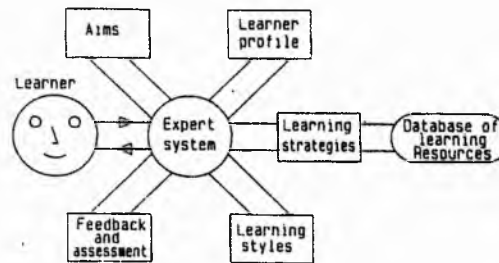 Aims
Learner
profile
Learner
Expert
system
Learning
strategies
Database of
learning
Resources
Feedback
and
assessment
Learning
styles